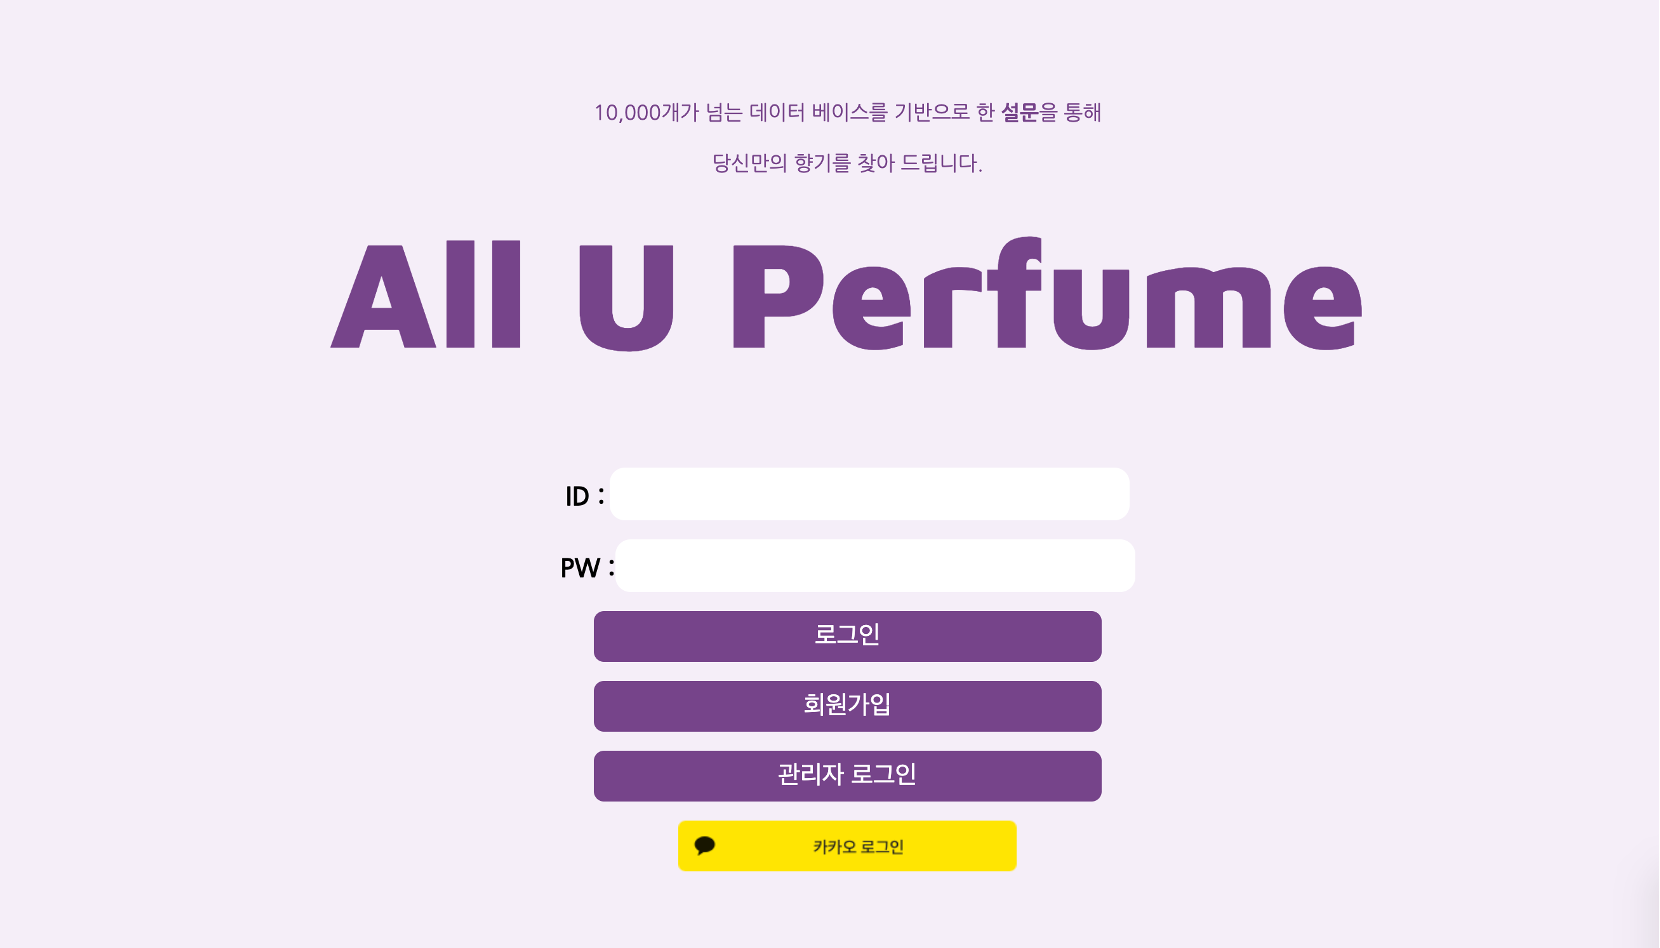 10,000개가 넘는 데이터 베이스를 기반으로 한 설문을 통해
당신만의 향기를 찾아 드립니다.
All U Perfume
ID :
PW :
로그인
회원가입
관리자 로그인
카카오 로그인